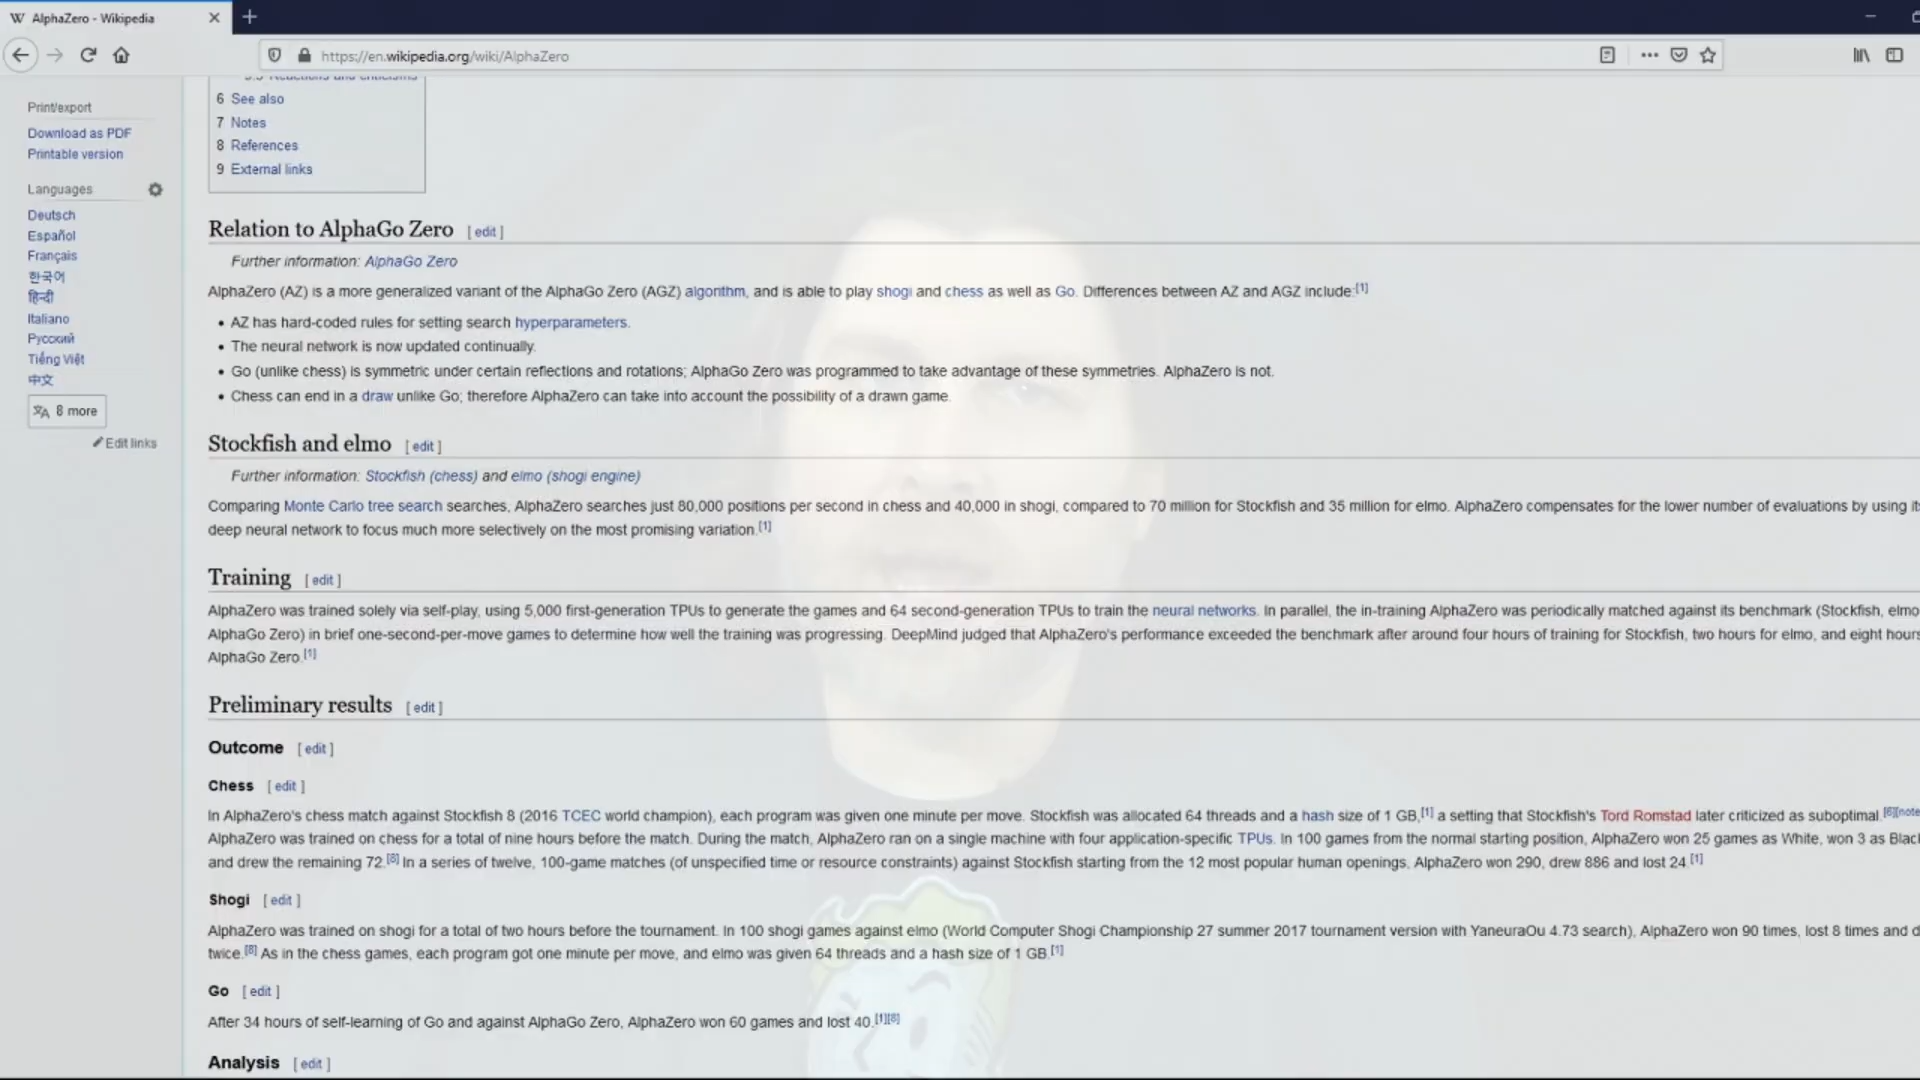 AlphaZero - Wikipedia
https://en.wikipedia.org/wiki/AlphaZero
Print/export
Download as PDF
Printable version
Languages
Deutsch
Español
Français
한국어
हिन्दी
Italiano
Русский
Tiếng Việt
中文
8 more
Edit links
5.3 Reactions and criticisms
6 See also
7 Notes
8 References
9 External links
Relation to AlphaGo Zero [ edit ]
Further information: AlphaGo Zero
AlphaZero (AZ) is a more generalized variant of the AlphaGo Zero (AGZ) algorithm, and is able to play shogi and chess as well as Go. Differences between AZ and AGZ include:[1]
• AZ has hard-coded rules for setting search hyperparameters.
• The neural network is now updated continually.
• Go (unlike chess) is symmetric under certain reflections and rotations; AlphaGo Zero was programmed to take advantage of these symmetries. AlphaZero is not.
• Chess can end in a draw unlike Go; therefore AlphaZero can take into account the possibility of a drawn game.
Stockfish and elmo [ edit ]
Further information: Stockfish (chess) and elmo (shogi engine)
Comparing Monte Carlo tree search searches, AlphaZero searches just 80,000 positions per second in chess and 40,000 in shogi, compared to 70 million for Stockfish and 35 million for elmo. AlphaZero compensates for the lower number of evaluations by using its
deep neural network to focus much more selectively on the most promising variation.[1]
Training [ edit ]
AlphaZero was trained solely via self-play, using 5,000 first-generation TPUs to generate the games and 64 second-generation TPUs to train the neural networks. In parallel, the in-training AlphaZero was periodically matched against its benchmark (Stockfish, elmo
AlphaGo Zero) in brief one-second-per-move games to determine how well the training was progressing. DeepMind judged that AlphaZero's performance exceeded the benchmark after around four hours of training for Stockfish, two hours for elmo, and eight hours
AlphaGo Zero.[1]
Preliminary results [ edit ]
Outcome [ edit ]
Chess [ edit ]
In AlphaZero's chess match against Stockfish 8 (2016 TCEC world champion), each program was given one minute per move. Stockfish was allocated 64 threads and a hash size of 1 GB,[1] a setting that Stockfish's Tord Romstad later criticized as suboptimal.[6][note
AlphaZero was trained on chess for a total of nine hours before the match. During the match, AlphaZero ran on a single machine with four application-specific TPUs. In 100 games from the normal starting position, AlphaZero won 25 games as White, won 3 as Black
and drew the remaining 72.[8] In a series of twelve, 100-game matches (of unspecified time or resource constraints) against Stockfish starting from the 12 most popular human openings, AlphaZero won 290, drew 886 and lost 24.[1]
Shogi [ edit ]
AlphaZero was trained on shogi for a total of two hours before the tournament. In 100 shogi games against elmo (World Computer Shogi Championship 27 summer 2017 tournament version with YaneuraOu 4.73 search), AlphaZero won 90 times, lost 8 times and d
twice.[8] As in the chess games, each program got one minute per move, and elmo was given 64 threads and a hash size of 1 GB.[1]
Go [ edit ]
After 34 hours of self-learning of Go and against AlphaGo Zero, AlphaZero won 60 games and lost 40.[1][8]
Analysis [ edit ]